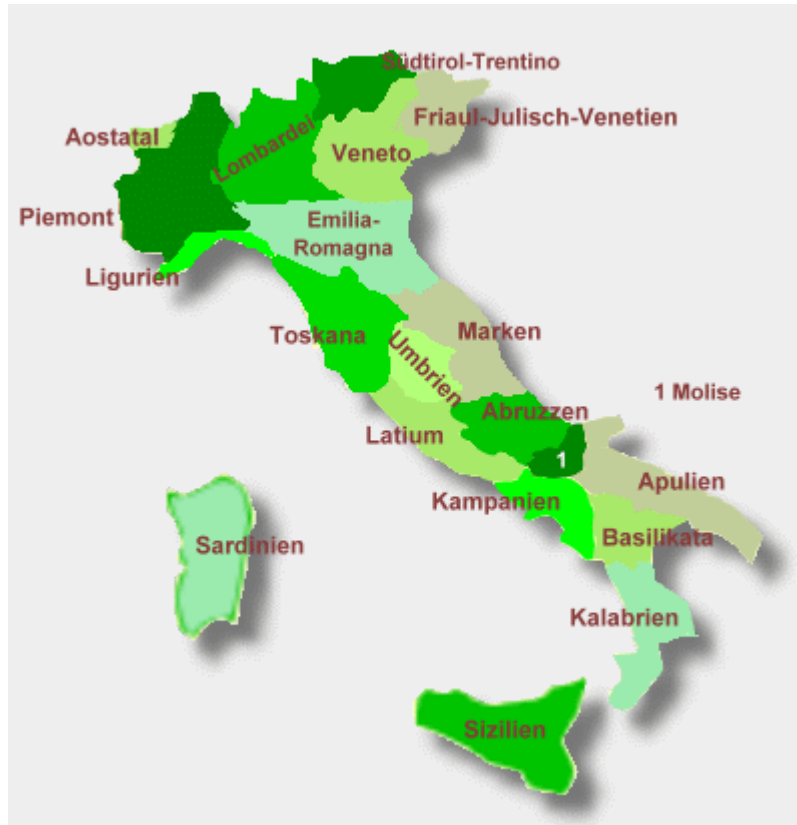 Südtirol-Trentino
Friaul-Julisch-Venetien
Aostatal
Lombardei
Veneto
Piemont
Emilia-
Romagna
Ligurien
Toskana
Marken
Umbrien
1 Molise
Abruzzen
Latium
1
Apulien
Kampanien
Basilikata
Sardinien
Kalabrien
Sizilien